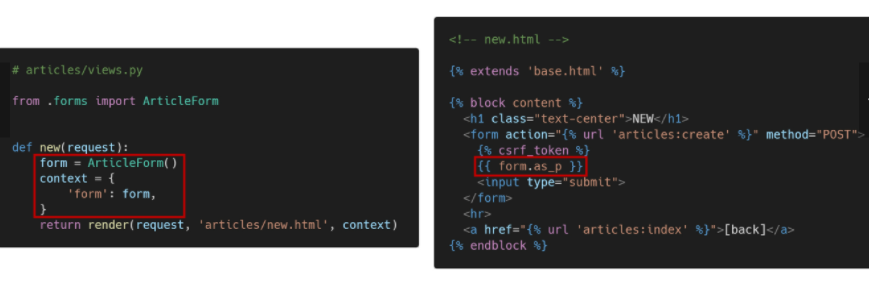 # articles/views.py
from .forms import ArticleForm
def new(request):
form = ArticleForm()
context = {
'form': form,
}
return render(request, 'articles/new.html', context)
<!-- new.html -->
{% extends 'base.html' %}
{% block content %}
<h1 class="text-center">NEW</h1>
<form action="{% url 'articles:create' %}" method="POST">
{% csrf_token %}
{{ form.as_p }}
<input type="submit">
</form>
<hr>
<a href="{% url 'articles:index' %}">[back]</a>
{% endblock %}